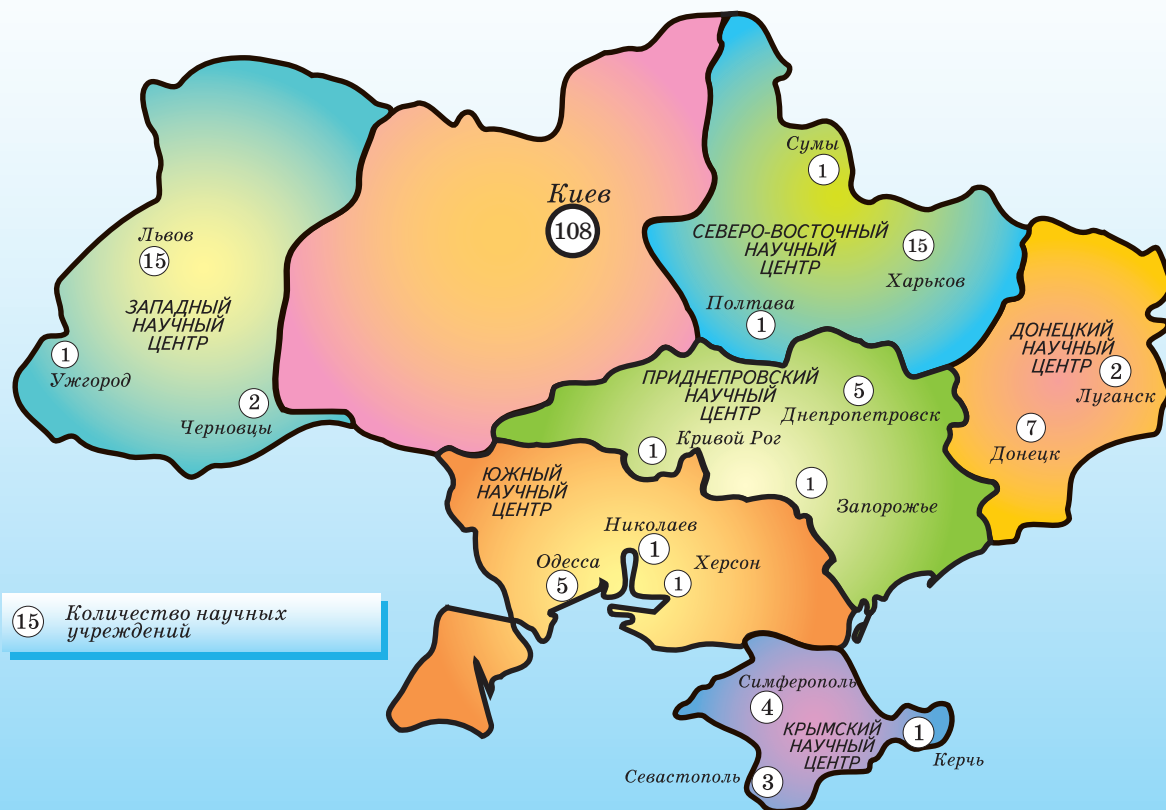 Сумы
1
Киев
108
Львов
15
СЕВЕРО-ВОСТОЧНЫЙ
НАУЧНЫЙ
ЦЕНТР
15
Харьков
ЗАПАДНЫЙ
НАУЧНЫЙ
ЦЕНТР
Полтава
1
ДОНЕЦКИЙ
НАУЧНЫЙ
ЦЕНТР
1
Ужгород
2
Луганск
ПРИДНЕПРОВСКИЙ
НАУЧНЫЙ
ЦЕНТР
5
Днепропетровск
2
Черновцы
7
Донецк
1
Кривой Рог
ЮЖНЫЙ
НАУЧНЫЙ
ЦЕНТР
1
Запорожье
Николаев
1
Одесса
5
Херсон
1
15
Количество научных
учреждений
Симферополь
4
КРЫМСКИЙ
НАУЧНЫЙ
ЦЕНТР
1
Керчь
Севастополь
3